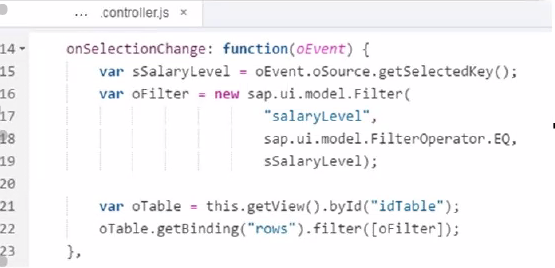 ... .controller.js ×
14 onSelectionChange: function(oEvent) {
15 var sSalaryLevel = oEvent.oSource.getSelectedKey();
16 var oFilter = new sap.ui.model.Filter(
17 "salaryLevel",
18 sap.ui.model.FilterOperator.EQ,
19 sSalaryLevel);
20
21 var oTable = this.getView().byId("idTable");
22 oTable.getBinding("rows").filter([oFilter]);
23 },